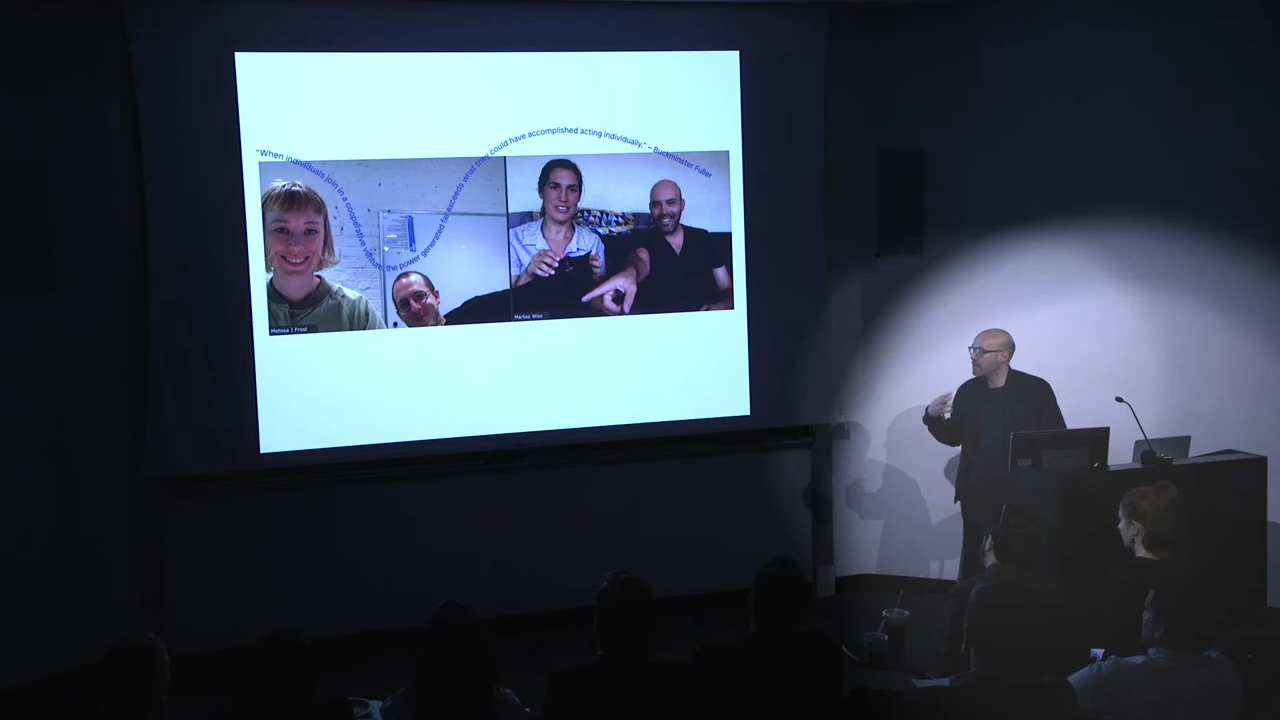 "When individuals join in a cooperative venture, the power generated far exceeds what they could have accomplished acting individually." – Buckminster Fuller
Melissa J Frost
Marisa Wise